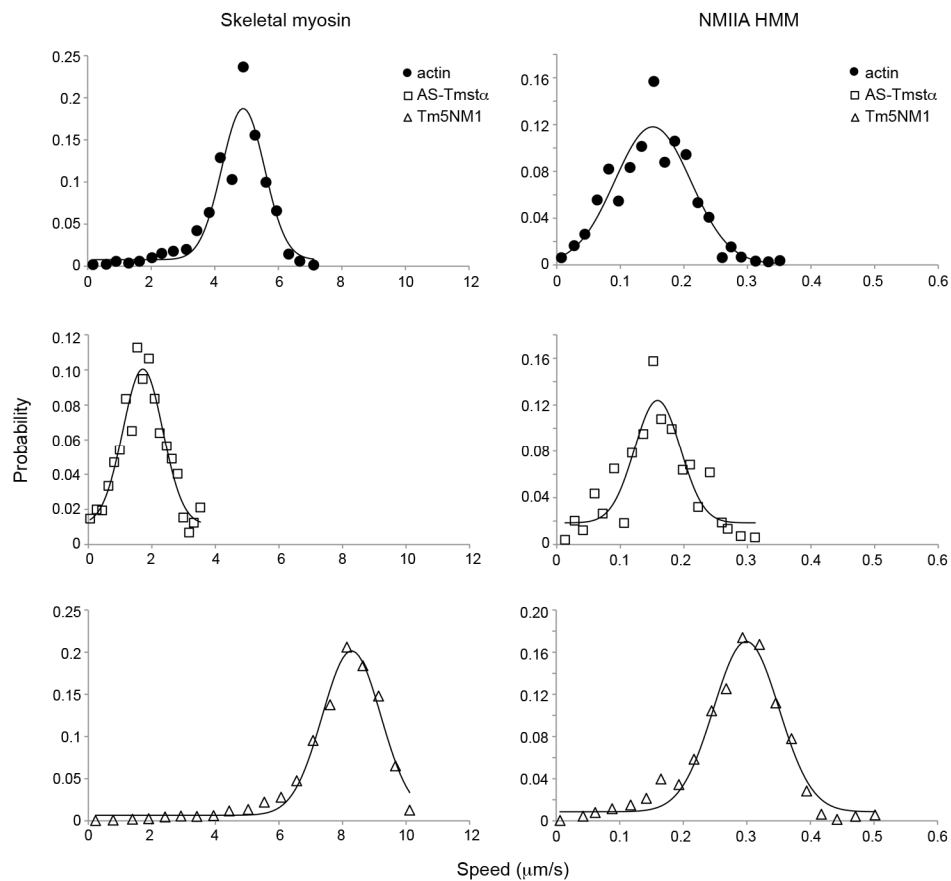 Skeletal myosin
NMIIA HMM
0.25
0.2
0.15
0.1
0.05
0
0 2 4 6 8 10 12
actin
AS-Tmstα
Tm5NM1
0.16
0.12
0.08
0.04
0
0 0.1 0.2 0.3 0.4 0.5 0.6
actin
AS-Tmstα
Tm5NM1
Probability
0.12
0.10
0.08
0.06
0.04
0.02
0
0 2 4 6 8 10 12
0.16
0.12
0.08
0.04
0
0 0.1 0.2 0.3 0.4 0.5 0.6
0.25
0.2
0.15
0.1
0.05
0
0 2 4 6 8 10 12
0.20
0.16
0.12
0.08
0.04
0
0 0.1 0.2 0.3 0.4 0.5 0.6
Speed (μm/s)